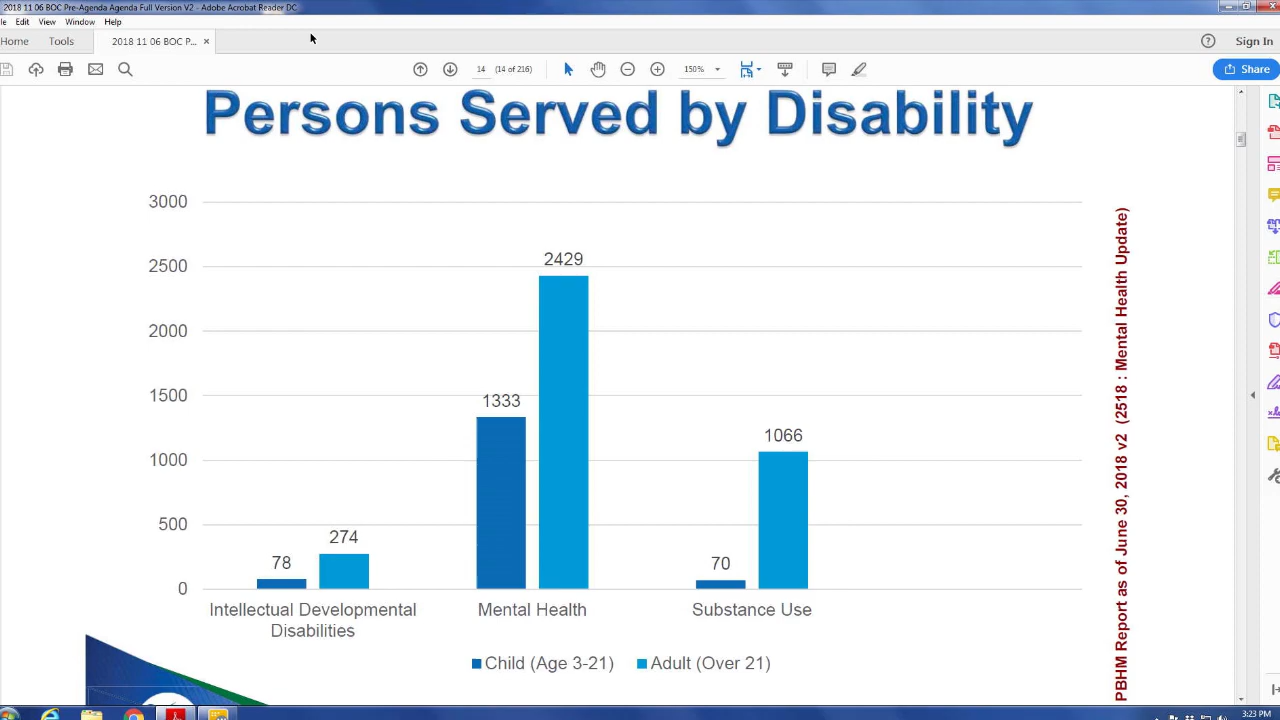 2018 11 06 BOC Pre-Agenda Agenda Full Version V2 - Adobe Acrobat Reader DC
Edit View Window Help
Home Tools 2018 11 06 BOC P... × Sign In
14 (14 of 216) 150% Share
Persons Served by Disability
3000
2500
2000
1500
1000
500
0
78
274
1333
2429
70
1066
Intellectual Developmental
Disabilities
Mental Health
Substance Use
Child (Age 3-21) Adult (Over 21)
PBHM Report as of June 30, 2018 v2 (2518 : Mental Health Update)
3:23 PM